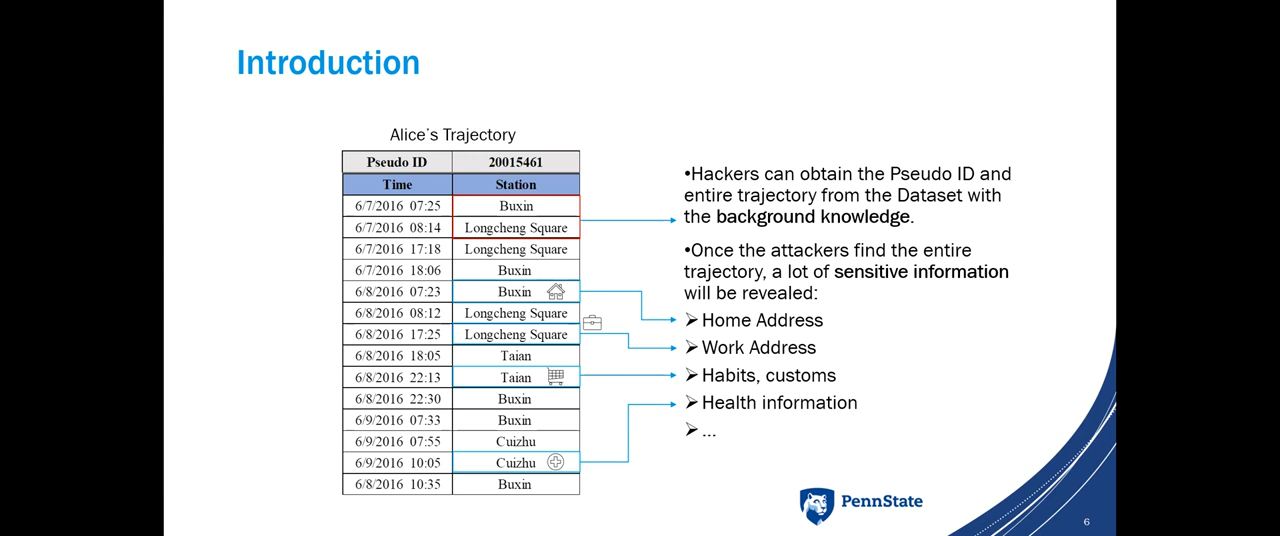 Introduction
Alice's Trajectory
Pseudo ID 20015461
Time Station
6/7/2016 07:25 Buxin
6/7/2016 08:14 Longcheng Square
6/7/2016 17:18 Longcheng Square
6/7/2016 18:06 Buxin
6/8/2016 07:23 Buxin
6/8/2016 08:12 Longcheng Square
6/8/2016 17:25 Longcheng Square
6/8/2016 18:05 Taian
6/8/2016 22:13 Taian
6/8/2016 22:30 Buxin
6/9/2016 07:33 Buxin
6/9/2016 07:55 Cuizhu
6/9/2016 10:05 Cuizhu
6/8/2016 10:35 Buxin
•Hackers can obtain the Pseudo ID and
entire trajectory from the Dataset with
the background knowledge.
•Once the attackers find the entire
trajectory, a lot of sensitive information
will be revealed:
➢ Home Address
➢ Work Address
➢ Habits, customs
➢ Health information
➢ ...
PennState
6